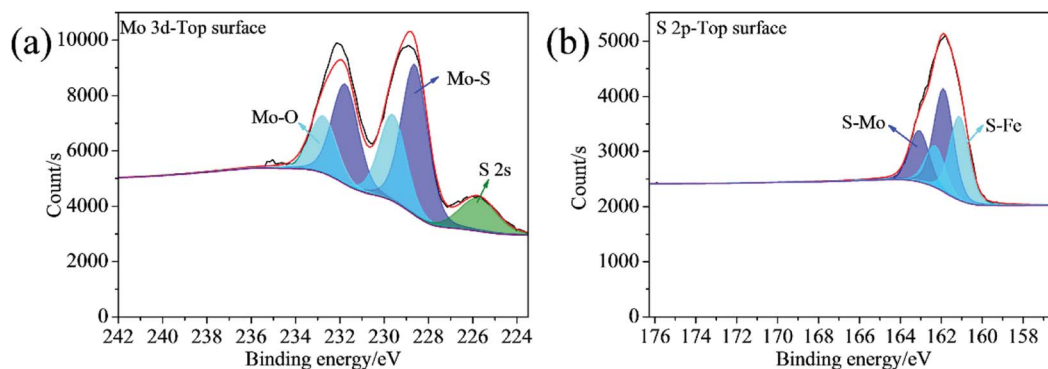 (a)
Mo 3d-Top surface
10000
8000
6000
4000
2000
0
Count/s
Mo-O
Mo-S
S 2s
242 240 238 236 234 232 230 228 226 224
Binding energy/eV
(b)
S 2p-Top surface
5000
4000
3000
2000
1000
0
Count/s
S-Mo
S-Fe
176 174 172 170 168 166 164 162 160 158
Binding energy/eV